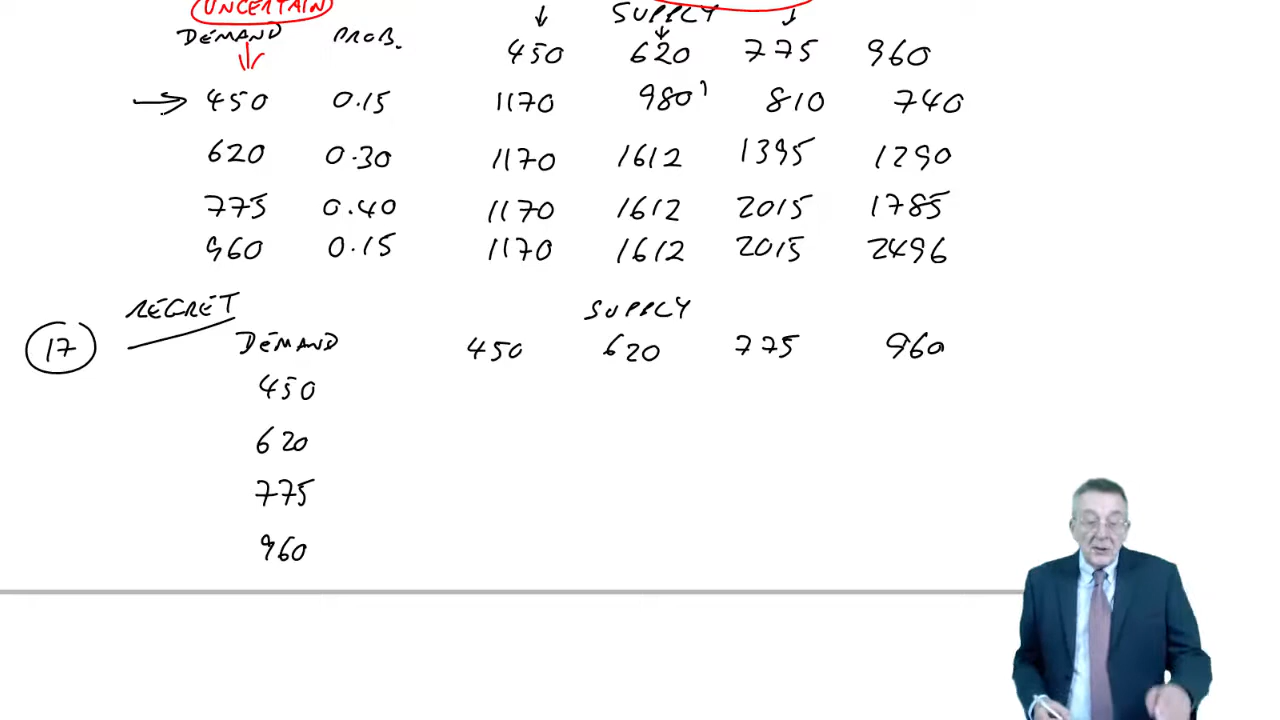 UNCERTAIN
SUPPLY
DEMAND PROB. 450 620 775 960
450 0.15 1170 980 810 740
620 0.30 1170 1612 1395 1290
775 0.40 1170 1612 2015 1785
960 0.15 1170 1612 2015 2496
REGRET SUPPLY
17 DEMAND 450 620 775 960
450
620
775
960